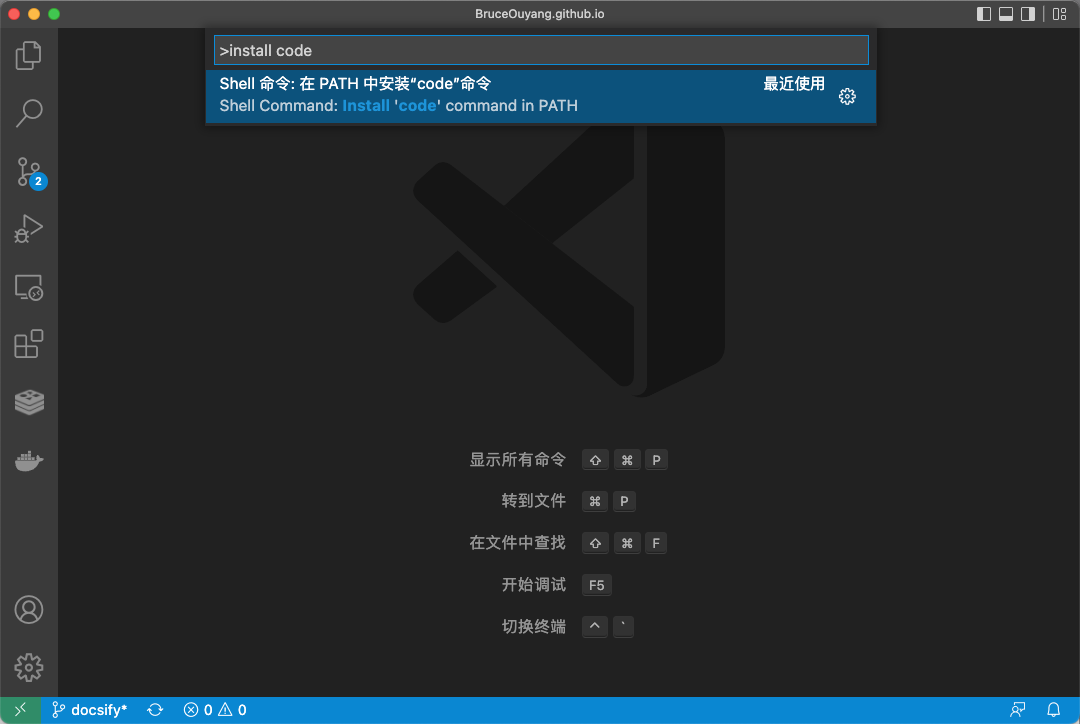 BruceOuyang.github.io
>install code
Shell 命令: 在 PATH 中安装“code”命令 最近使用
Shell Command: Install 'code' command in PATH
2
显示所有命令 ⇧ ⌘ P
转到文件 ⌘ P
在文件中查找 ⇧ ⌘ F
开始调试 F5
切换终端 ^ `
docsify* 0 0